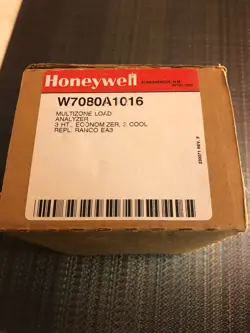 Honeywell
W7080A1016
MULTIZONE LOAD
ANALYZER
3 HT., ECONOMIZER, 2 COOL
REPL. RANCO EA3